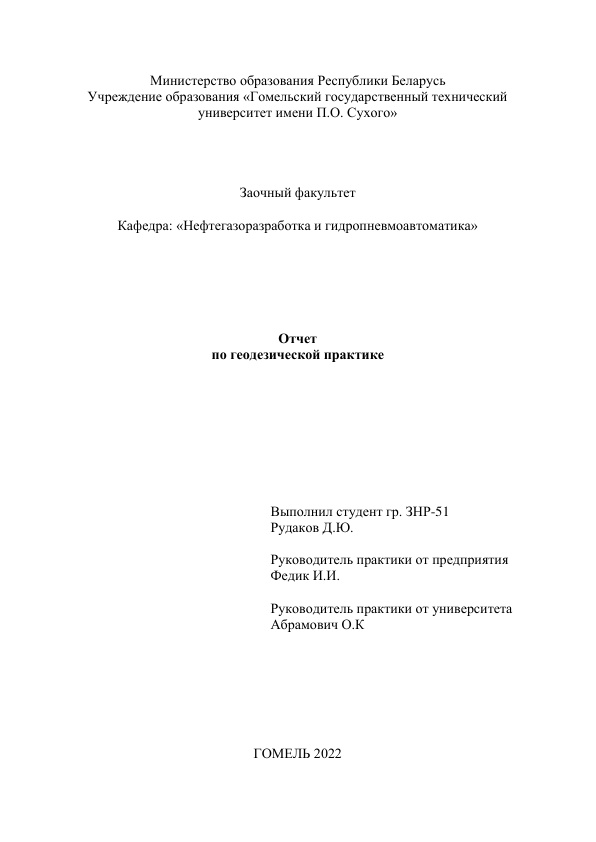 Министерство образования Республики Беларусь
Учреждение образования «Гомельский государственный технический
университет имени П.О. Сухого»
Заочный факультет
Кафедра: «Нефтегазоразработка и гидропневмоавтоматика»
Отчет
по геодезической практике
Выполнил студент гр. ЗНР-51
Рудаков Д.Ю.
Руководитель практики от предприятия
Федик И.И.
Руководитель практики от университета
Абрамович О.К
ГОМЕЛЬ 2022